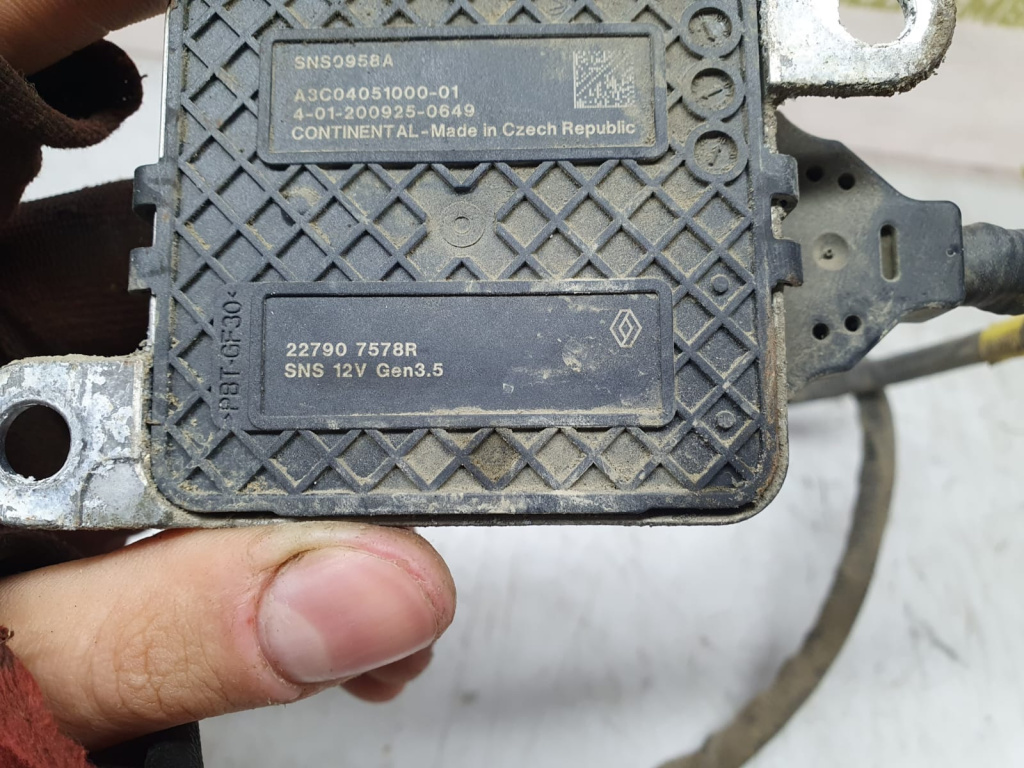 SNS0958A
A3C04051000-01
4-01-200925-0649
CONTINENTAL-Made in Czech Republic
>PBT-GF30<
22790 7578R
SNS 12V Gen3.5